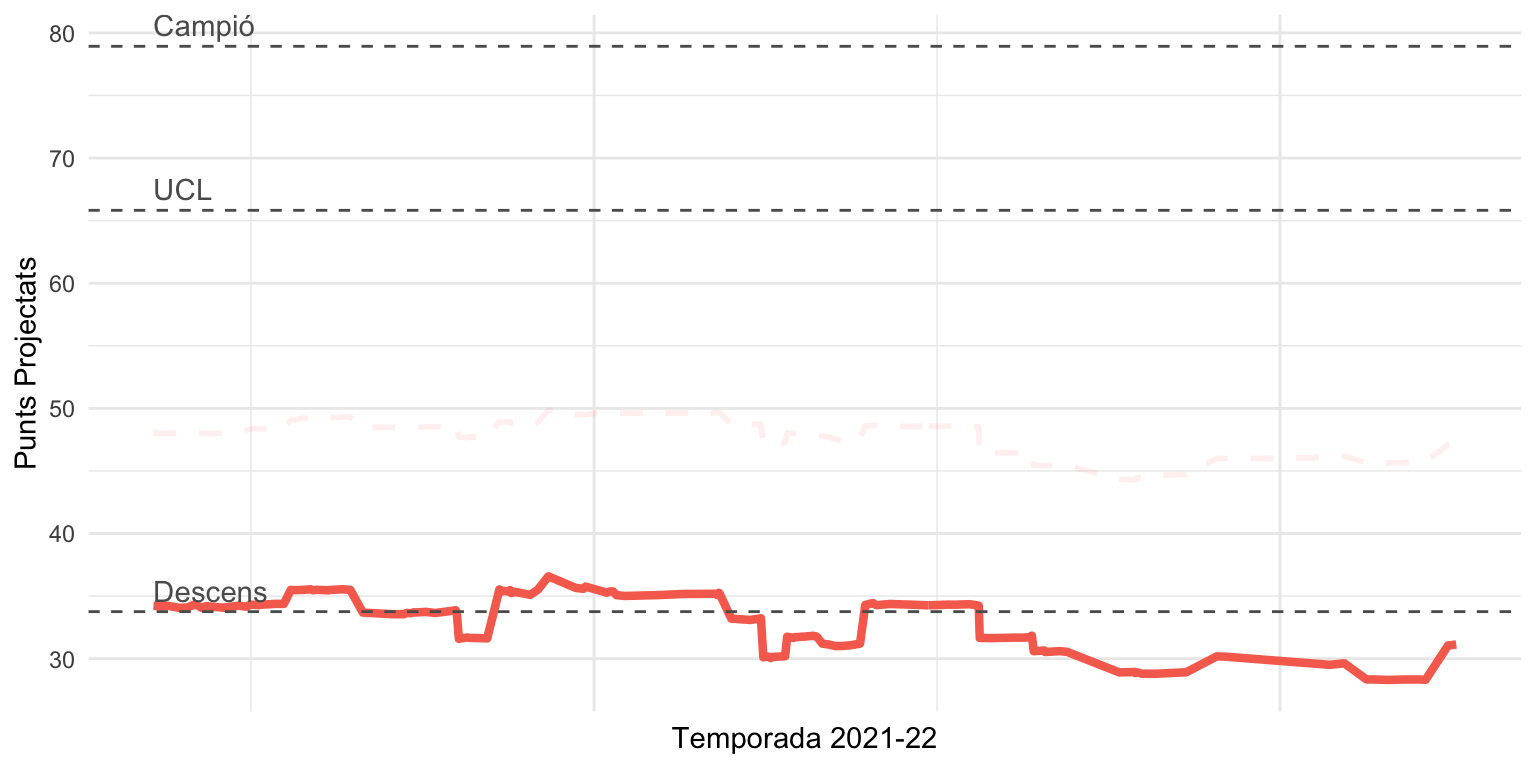 Campió
80
70
UCL
60
Punts Projectats
50
40
Descens
30
Temporada 2021-22